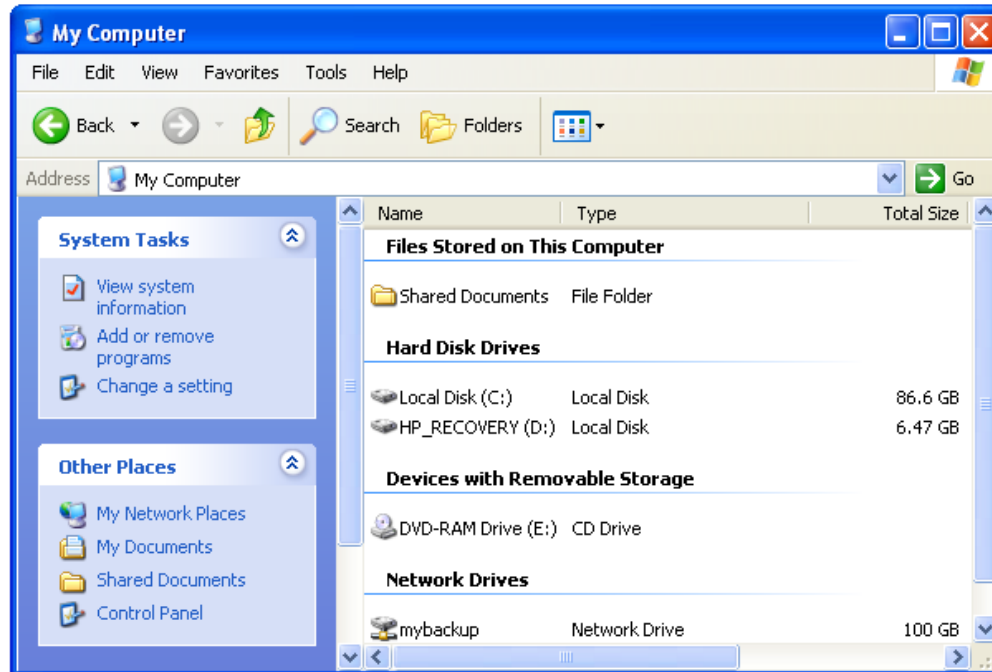 My Computer
File Edit View Favorites Tools Help
Back Search Folders
Address My Computer Go
System Tasks
View system
information
Add or remove
programs
Change a setting
Other Places
My Network Places
My Documents
Shared Documents
Control Panel
Name Type Total Size
Files Stored on This Computer
Shared Documents File Folder
Hard Disk Drives
Local Disk (C:) Local Disk 86.6 GB
HP_RECOVERY (D:) Local Disk 6.47 GB
Devices with Removable Storage
DVD-RAM Drive (E:) CD Drive
Network Drives
mybackup Network Drive 100 GB